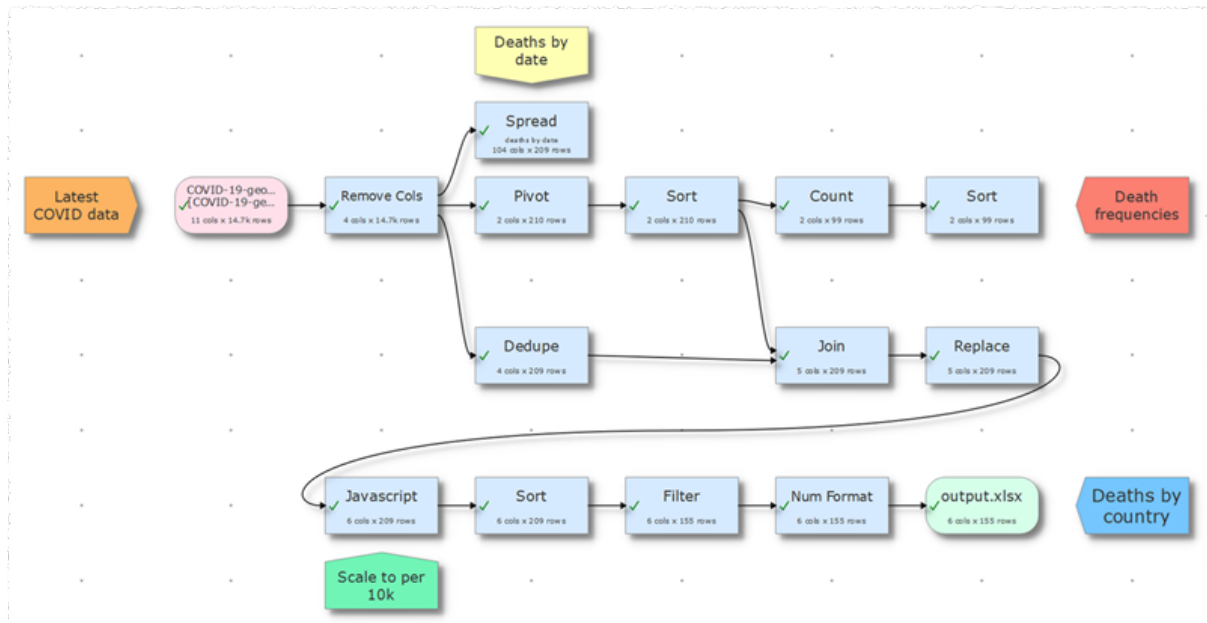 Deaths by
date
Spread
deaths by date
104 cols x 209 rows
Latest
COVID data
COVID-19-geo...
[COVID-19-ge...
11 cols x 14.7k rows
Remove Cols
4 cols x 14.7k rows
Pivot
2 cols x 210 rows
Sort
2 cols x 210 rows
Count
2 cols x 99 rows
Sort
2 cols x 99 rows
Death
frequencies
Dedupe
4 cols x 209 rows
Join
5 cols x 209 rows
Replace
5 cols x 209 rows
Javascript
6 cols x 209 rows
Sort
6 cols x 209 rows
Filter
6 cols x 155 rows
Num Format
6 cols x 155 rows
output.xlsx
6 cols x 155 rows
Deaths by
country
Scale to per
10k